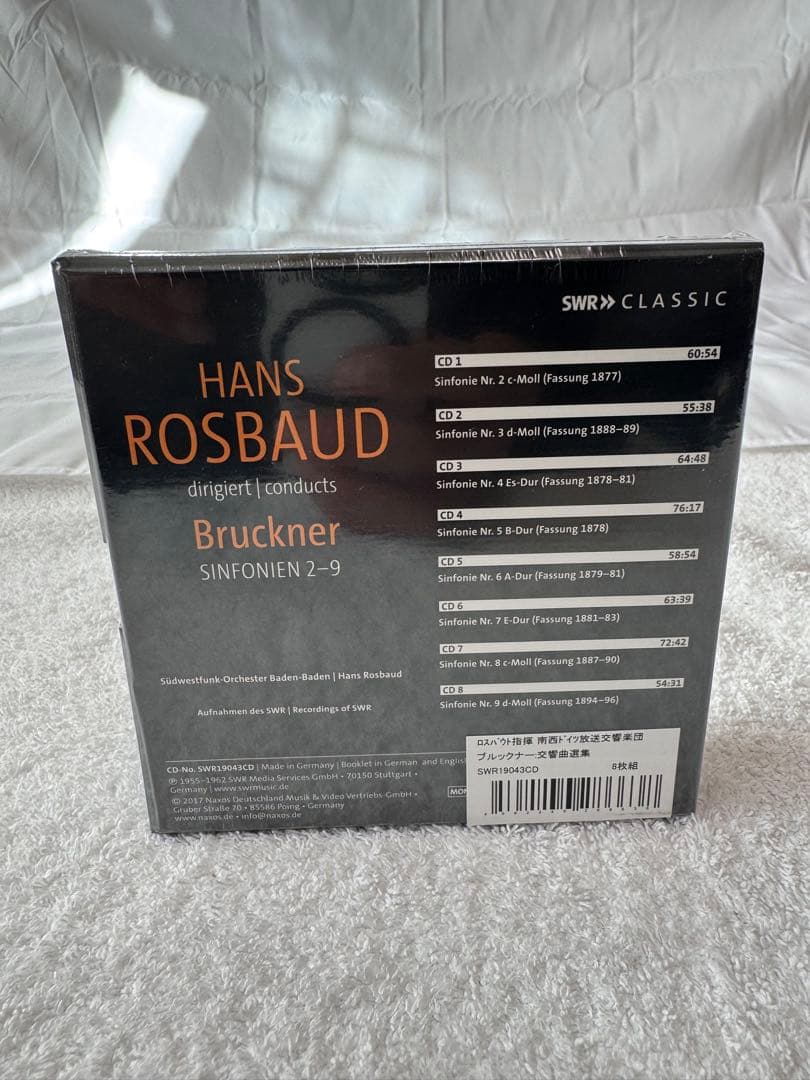 SWR>> CLASSIC
HANS
ROSBAUD
dirigiert | conducts
Bruckner
SINFONIEN 2–9
Südwestfunk-Orchester Baden-Baden | Hans Rosbaud
Aufnahmen des SWR | Recordings of SWR
CD 1 60:54
Sinfonie Nr. 2 c-Moll (Fassung 1877)
CD 2 55:38
Sinfonie Nr. 3 d-Moll (Fassung 1888–89)
CD 3 64:48
Sinfonie Nr. 4 Es-Dur (Fassung 1878–81)
CD 4 76:17
Sinfonie Nr. 5 B-Dur (Fassung 1878)
CD 5 58:54
Sinfonie Nr. 6 A-Dur (Fassung 1879–81)
CD 6 63:39
Sinfonie Nr. 7 E-Dur (Fassung 1881–83)
CD 7 72:42
Sinfonie Nr. 8 c-Moll (Fassung 1887–90)
CD 8 54:31
Sinfonie Nr. 9 d-Moll (Fassung 1894–96)
CD-No. SWR19043CD | Made in Germany | Booklet in German and English
℗ 1955–1962 SWR Media Services GmbH • 70150 Stuttgart •
Germany | www.swrmusic.de
© 2017 Naxos Deutschland Musik & Video Vertriebs-GmbH •
Gruber Straße 70 • 85586 Poing • Germany
www.naxos.de • info@naxos.de
ﾛｽﾊﾞｳﾄ指揮 南西ﾄﾞｲﾂ放送交響楽団
ブルックナー:交響曲選集
SWR19043CD 8枚組